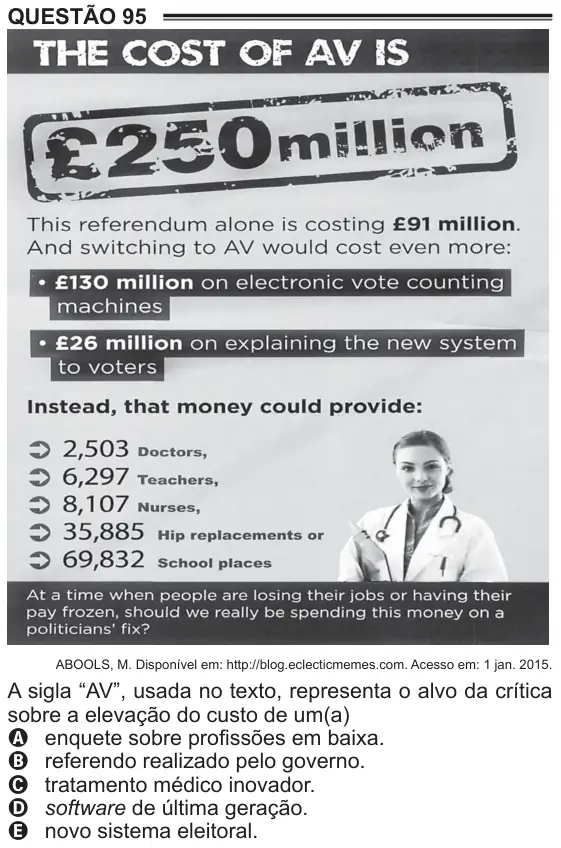 QUESTÃO 95
THE COST OF AV IS
£250 million
This referendum alone is costing £91 million.
And switching to AV would cost even more:
• £130 million on electronic vote counting
machines
• £26 million on explaining the new system
to voters
Instead, that money could provide:
2,503 Doctors,
6,297 Teachers,
8,107 Nurses,
35,885 Hip replacements or
69,832 School places
At a time when people are losing their jobs or having their
pay frozen, should we really be spending this money on a
politicians' fix?
ABOOLS, M. Disponível em: http://blog.eclecticmemes.com. Acesso em: 1 jan. 2015.
A sigla “AV”, usada no texto, representa o alvo da crítica
sobre a elevação do custo de um(a)
A enquete sobre profissões em baixa.
B referendo realizado pelo governo.
C tratamento médico inovador.
D software de última geração.
E novo sistema eleitoral.